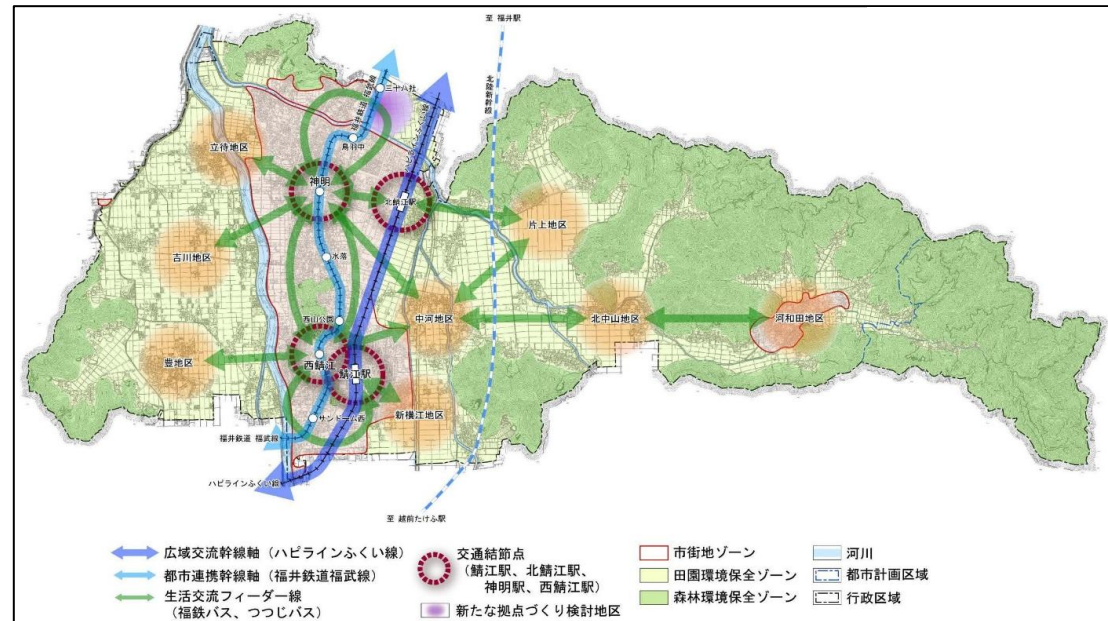 至 福井駅
北陸新幹線
三十八社
福井鉄道 福武線
鳥羽中
立待地区
神明
北鯖江駅
片上地区
吉川地区
水落
西山公園
中河地区
北中山地区
河和田地区
豊地区
西鯖江
鯖江駅
新横江地区
サンドーム西
福井鉄道 福武線
ハピラインふくい線
至 越前たけふ駅
広域交流幹線軸（ハピラインふくい線）
都市連携幹線軸（福井鉄道福武線）
生活交流フィーダー線
（福鉄バス、つつじバス）
交通結節点
（鯖江駅、北鯖江駅、
神明駅、西鯖江駅）
新たな拠点づくり検討地区
市街地ゾーン
田園環境保全ゾーン
森林環境保全ゾーン
河川
都市計画区域
行政区域